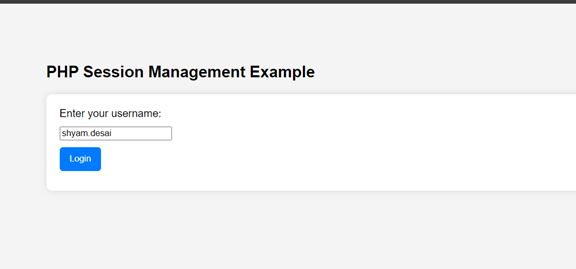 PHP Session Management Example
Enter your username:
shyam.desai
Login